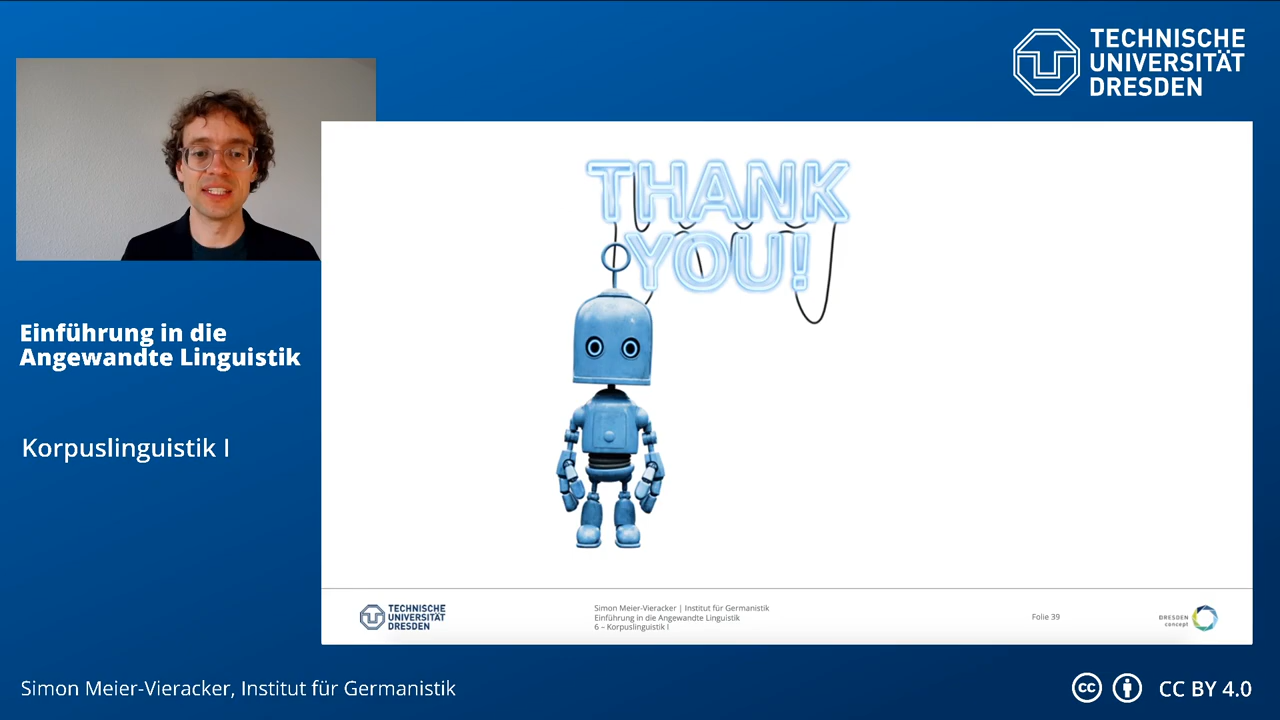 TECHNISCHE
UNIVERSITÄT
DRESDEN
THANK
YOU!
Einführung in die
Angewandte Linguistik
Korpuslinguistik I
TECHNISCHE
UNIVERSITÄT
DRESDEN
Simon Meier-Vieracker | Institut für Germanistik
Einführung in die Angewandte Linguistik
6 – Korpuslinguistik I
Folie 39
DRESDEN
concept
Simon Meier-Vieracker, Institut für Germanistik
cc
CC BY 4.0